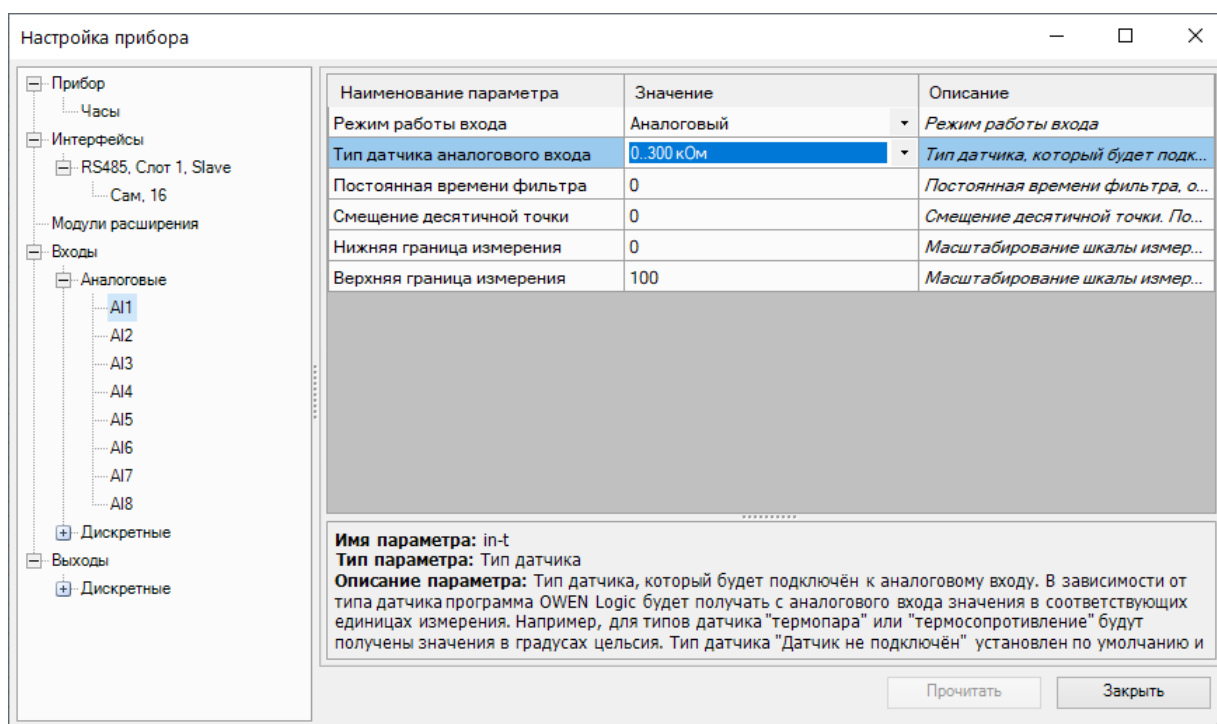 Настройка прибора
Прибор
Часы
Интерфейсы
RS485, Слот 1, Slave
Сам, 16
Модули расширения
Входы
Аналоговые
AI1
AI2
AI3
AI4
AI5
AI6
AI7
AI8
Дискретные
Выходы
Дискретные
Наименование параметра Значение Описание
Режим работы входа Аналоговый Режим работы входа
Тип датчика аналогового входа 0..300 кОм Тип датчика, который будет подк...
Постоянная времени фильтра 0 Постоянная времени фильтра, о...
Смещение десятичной точки 0 Смещение десятичной точки. По...
Нижняя граница измерения 0 Масштабирование шкалы измер...
Верхняя граница измерения 100 Масштабирование шкалы измер...
Имя параметра: in-t
Тип параметра: Тип датчика
Описание параметра: Тип датчика, который будет подключён к аналоговому входу. В зависимости от
типа датчика программа OWEN Logic будет получать с аналогового входа значения в соответствующих
единицах измерения. Например, для типов датчика "термопара" или "термосопротивление" будут
получены значения в градусах цельсия. Тип датчика "Датчик не подключён" установлен по умолчанию и
Прочитать Закрыть